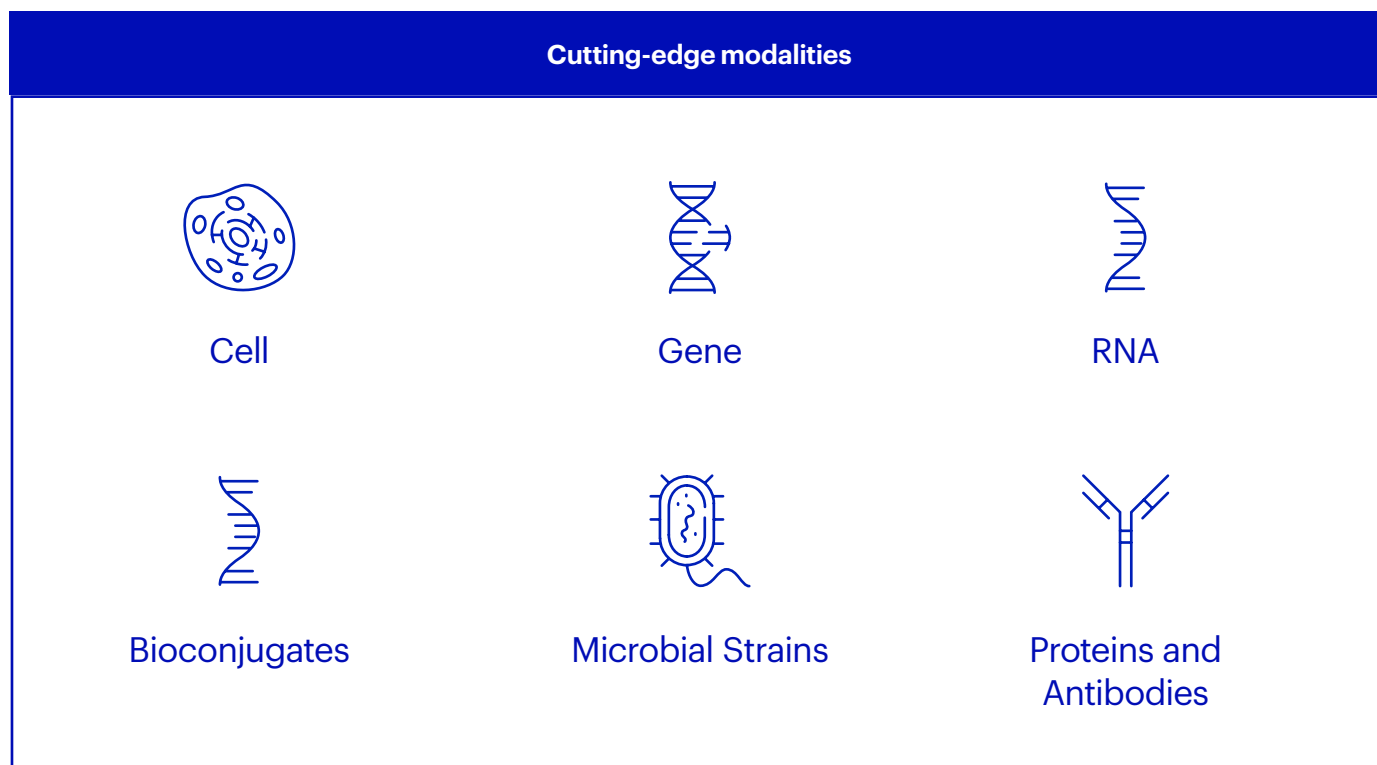 Cutting-edge modalities
Cell
Gene
RNA
Bioconjugates
Microbial Strains
Proteins and
Antibodies